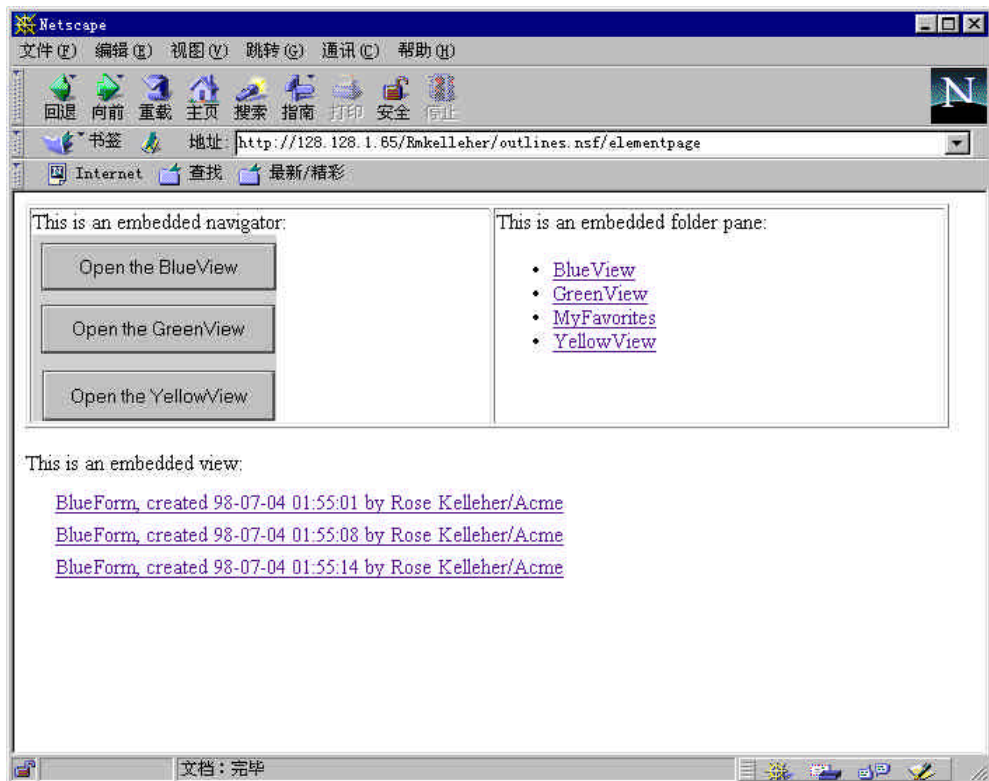 Netscape
文件(F) 编辑(E) 视图(V) 跳转(G) 通讯(C) 帮助(H)
回退 向前 重载 主页 搜索 指南 打印 安全 停止
N
书签 地址: http://128.128.1.65/Rmkelleher/outlines.nsf/elementpage
Internet 查找 最新/精彩
This is an embedded navigator:
Open the BlueView
Open the GreenView
Open the YellowView
This is an embedded folder pane:
• BlueView
• GreenView
• MyFavorites
• YellowView
This is an embedded view:
BlueForm, created 98-07-04 01:55:01 by Rose Kelleher/Acme
BlueForm, created 98-07-04 01:55:08 by Rose Kelleher/Acme
BlueForm, created 98-07-04 01:55:14 by Rose Kelleher/Acme
文档：完毕